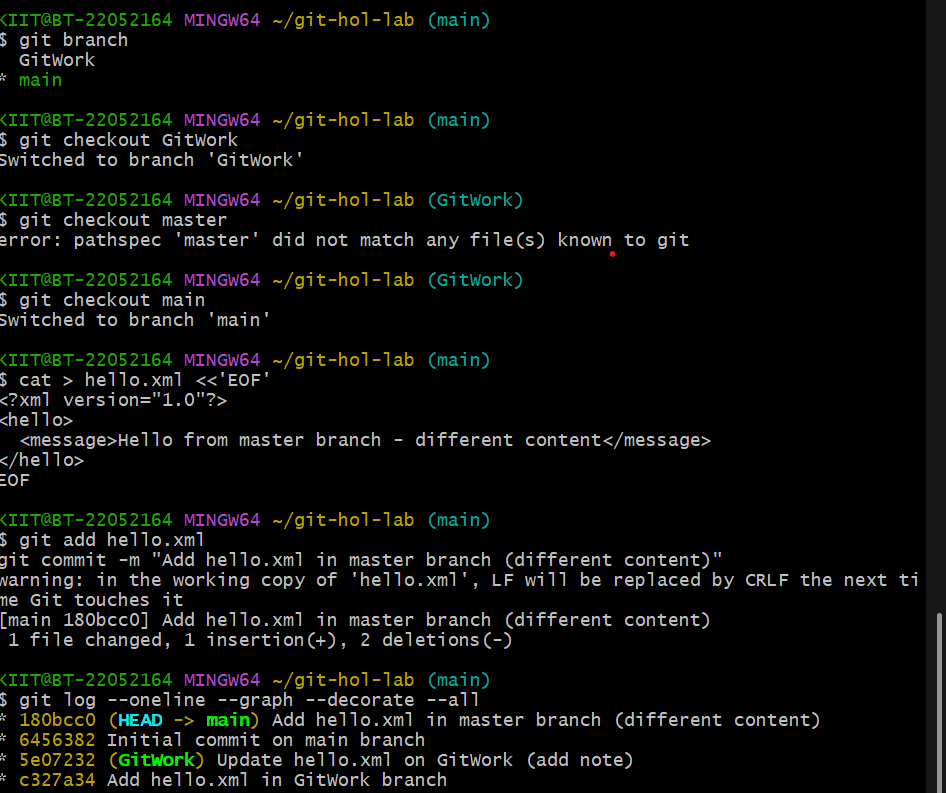 KIIT@BT-22052164 MINGW64 ~/git-hol-lab (main)
$ git branch
  GitWork
* main

KIIT@BT-22052164 MINGW64 ~/git-hol-lab (main)
$ git checkout GitWork
Switched to branch 'GitWork'

KIIT@BT-22052164 MINGW64 ~/git-hol-lab (GitWork)
$ git checkout master
error: pathspec 'master' did not match any file(s) known to git

KIIT@BT-22052164 MINGW64 ~/git-hol-lab (GitWork)
$ git checkout main
Switched to branch 'main'

KIIT@BT-22052164 MINGW64 ~/git-hol-lab (main)
$ cat > hello.xml <<'EOF'
<?xml version="1.0"?>
<hello>
  <message>Hello from master branch - different content</message>
</hello>
EOF

KIIT@BT-22052164 MINGW64 ~/git-hol-lab (main)
$ git add hello.xml
git commit -m "Add hello.xml in master branch (different content)"
warning: in the working copy of 'hello.xml', LF will be replaced by CRLF the next ti
me Git touches it
[main 180bcc0] Add hello.xml in master branch (different content)
 1 file changed, 1 insertion(+), 2 deletions(-)

KIIT@BT-22052164 MINGW64 ~/git-hol-lab (main)
$ git log --oneline --graph --decorate --all
* 180bcc0 (HEAD -> main) Add hello.xml in master branch (different content)
* 6456382 Initial commit on main branch
* 5e07232 (GitWork) Update hello.xml on GitWork (add note)
* c327a34 Add hello.xml in GitWork branch